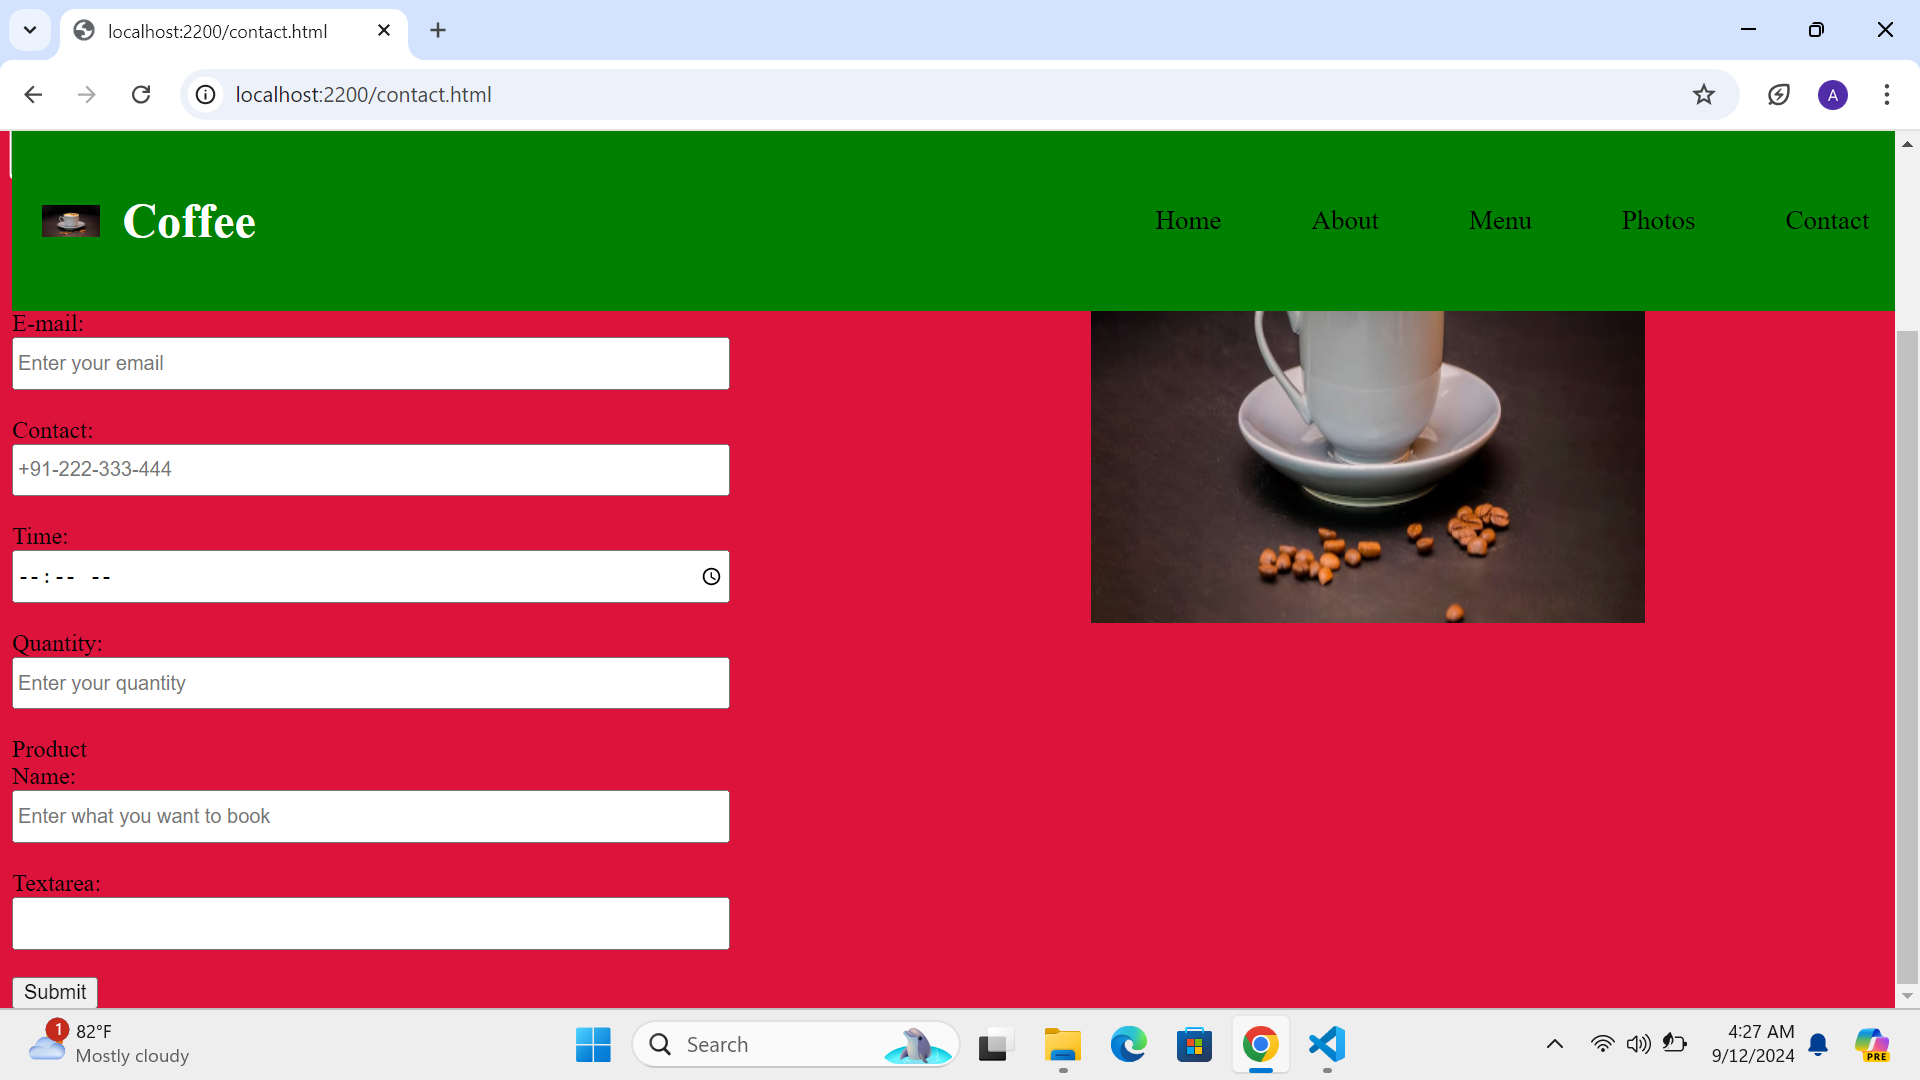 localhost:2200/contact.html
localhost:2200/contact.html
A
Coffee
Home
About
Menu
Photos
Contact
E-mail:
Enter your email
Contact:
+91-222-333-444
Time:
--:-- --
Quantity:
Enter your quantity
Product
Name:
Enter what you want to book
Textarea:
Submit
1
82°F
Mostly cloudy
Search
4:27 AM
9/12/2024
PRE